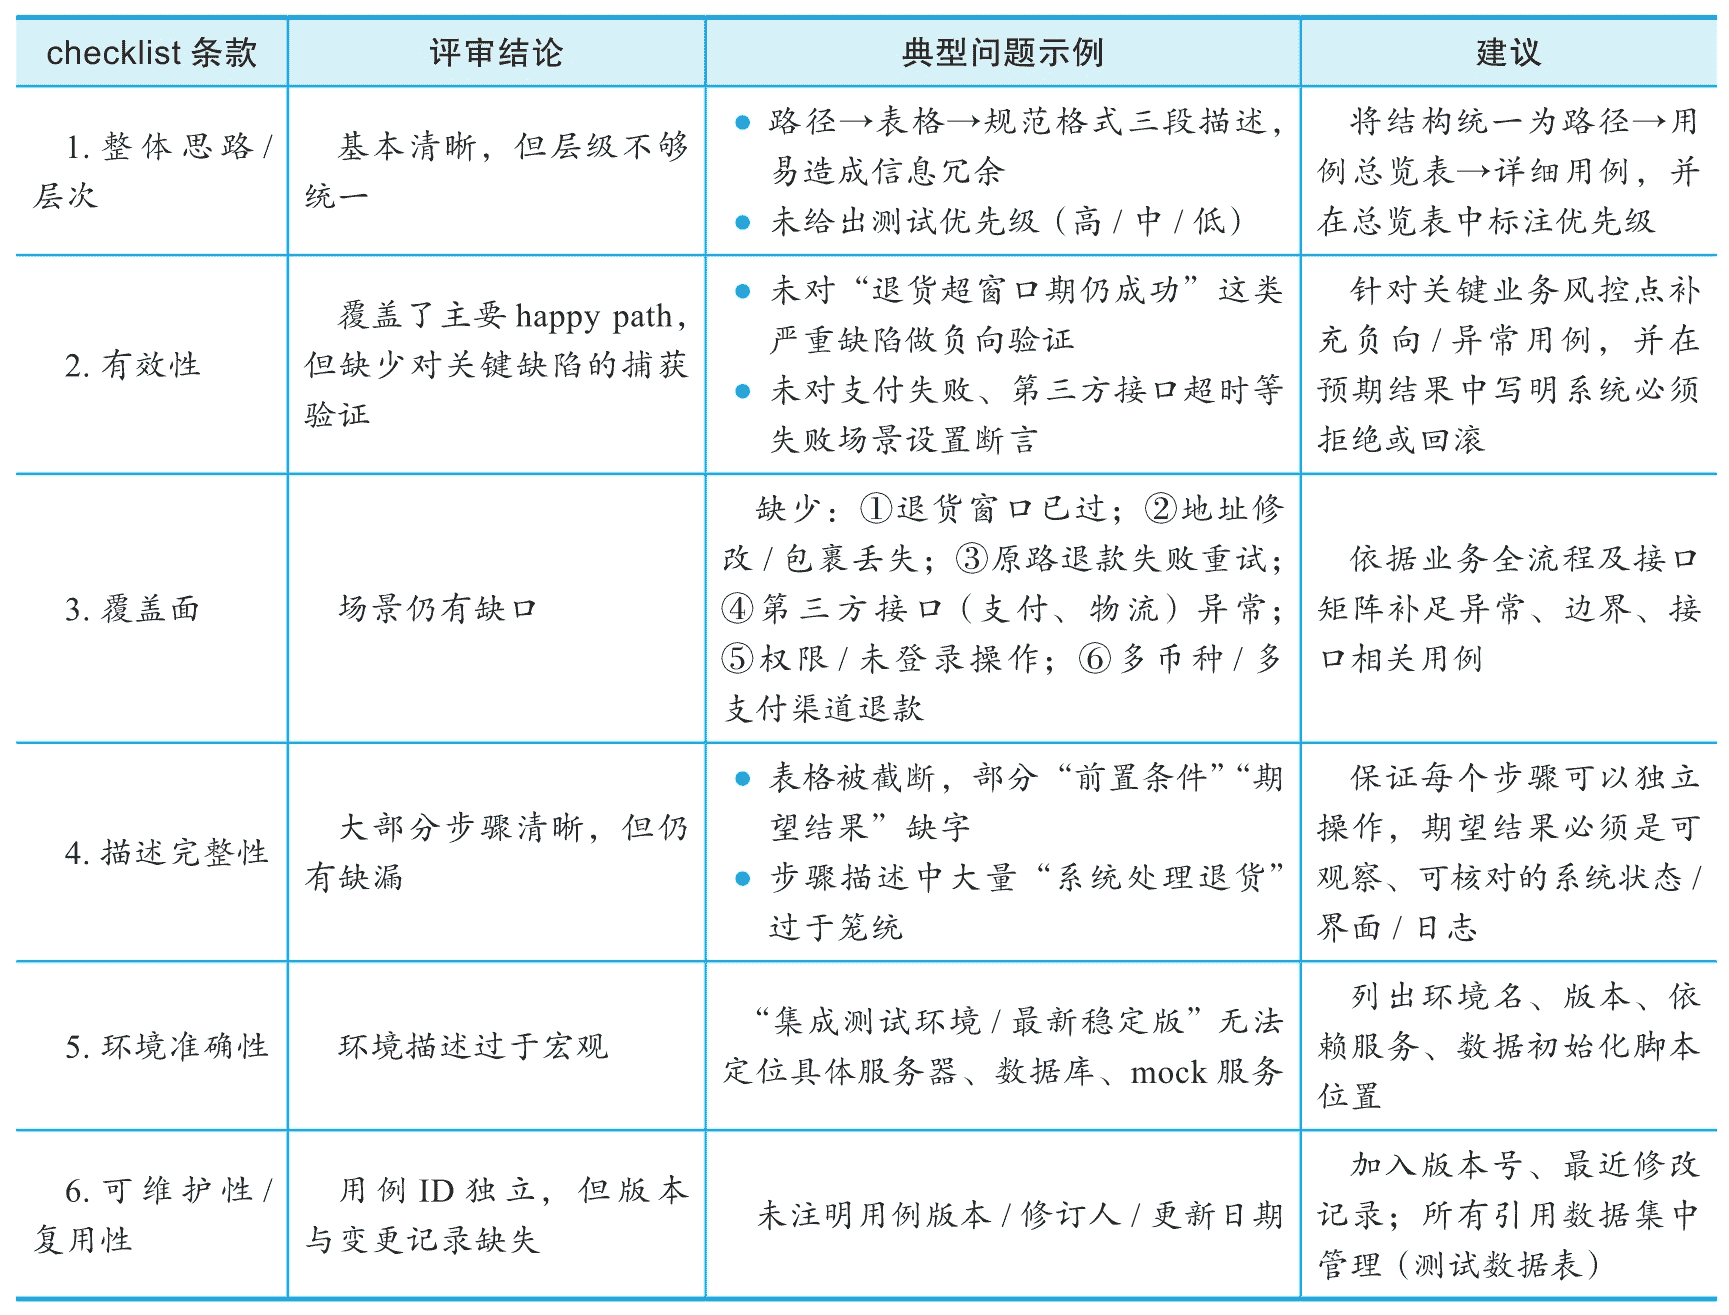 checklist 条款
评审结论
典型问题示例
建议
1. 整体思路/
层次
基本清晰，但层级不够
统一
● 路径→表格→规范格式三段描述，
易造成信息冗余
● 未给出测试优先级（高/中/低）
将结构统一为路径→用
例总览表→详细用例，并
在总览表中标注优先级
2. 有效性
覆盖了主要 happy path，
但缺少对关键缺陷的捕获
验证
● 未对“退货超窗口期仍成功”这类
严重缺陷做负向验证
● 未对支付失败、第三方接口超时等
失败场景设置断言
针对关键业务风控点补
充负向/异常用例，并在
预期结果中写明系统必须
拒绝或回滚
3. 覆盖面
场景仍有缺口
缺少：①退货窗口已过；②地址修
改/包裹丢失；③原路退款失败重试；
④第三方接口（支付、物流）异常；
⑤权限/未登录操作；⑥多币种/多
支付渠道退款
依据业务全流程及接口
矩阵补足异常、边界、接
口相关用例
4. 描述完整性
大部分步骤清晰，但仍
有缺漏
● 表格被截断，部分“前置条件”“期
望结果”缺字
● 步骤描述中大量“系统处理退货”
过于笼统
保证每个步骤可以独立
操作，期望结果必须是可
观察、可核对的系统状态/
界面/日志
5. 环境准确性
环境描述过于宏观
“集成测试环境/最新稳定版”无法
定位具体服务器、数据库、mock 服务
列出环境名、版本、依
赖服务、数据初始化脚本
位置
6. 可维护性/
复用性
用例 ID 独立，但版本
与变更记录缺失
未注明用例版本/修订人/更新日期
加入版本号、最近修改
记录；所有引用数据集中
管理（测试数据表）